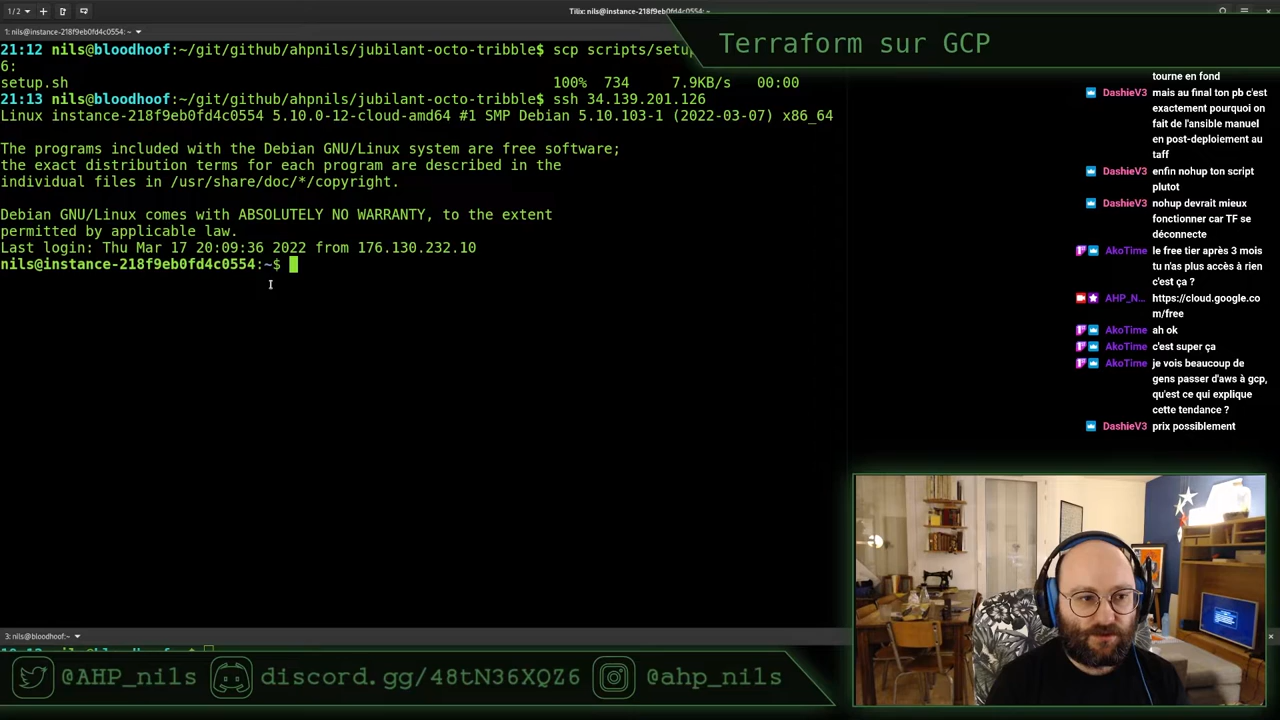 1 / 2
Tilix: nils@instance-218f9eb0fd4c0554: ~
1: nils@instance-218f9eb0fd4c0554: ~
Terraform sur GCP
21:12 nils@bloodhoof:~/git/github/ahpnils/jubilant-octo-tribble$ scp scripts/setup
6:
setup.sh 100% 734 7.9KB/s 00:00
21:13 nils@bloodhoof:~/git/github/ahpnils/jubilant-octo-tribble$ ssh 34.139.201.126
Linux instance-218f9eb0fd4c0554 5.10.0-12-cloud-amd64 #1 SMP Debian 5.10.103-1 (2022-03-07) x86_64
The programs included with the Debian GNU/Linux system are free software;
the exact distribution terms for each program are described in the
individual files in /usr/share/doc/*/copyright.
Debian GNU/Linux comes with ABSOLUTELY NO WARRANTY, to the extent
permitted by applicable law.
Last login: Thu Mar 17 20:09:36 2022 from 176.130.232.10
nils@instance-218f9eb0fd4c0554:~$
tourne en fond
DashieV3 mais au final ton pb c'est
exactement pourquoi on
fait de l'ansible manuel
en post-deploiement au
taff
DashieV3 enfin nohup ton script
plutot
DashieV3 nohup devrait mieux
fonctioner car TF se
déconnecte
AkoTime le free tier après 3 mois
tu n'as plus accès à rien
c'est ça ?
AHP_N... https://cloud.google.co
m/free
AkoTime ah ok
AkoTime c'est super ça
AkoTime je vois beaucoup de
gens passer d'aws à gcp,
qu'est ce qui explique
cette tendance ?
DashieV3 prix possiblement
3: nils@bloodhoof:~
@AHP_nils
discord.gg/48tN36XQZ6
@ahp_nils